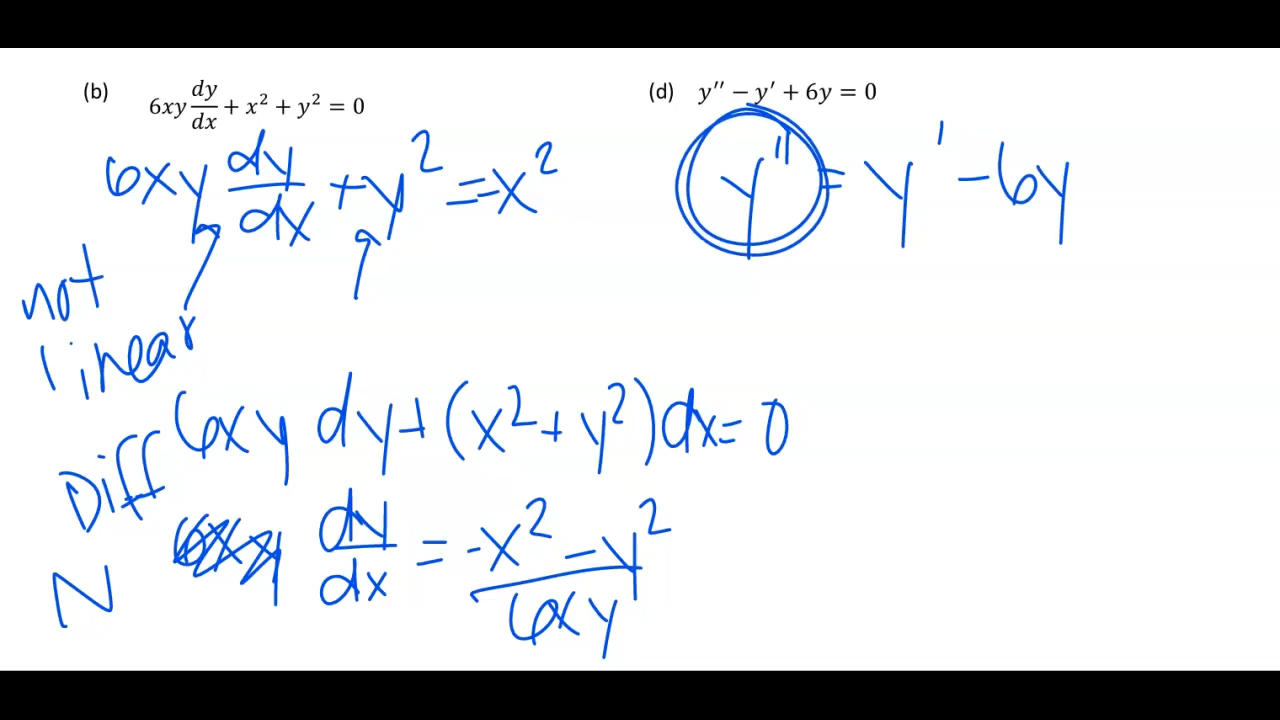 (b) 6xy dy/dx + x² + y² = 0
6xy dy/dx + y² = x²
not
linear
Diff 6xy dy + (x² + y²) dx = 0
N dy/dx = -x² - y² / 6xy
(d) y″ − y′ + 6y = 0
y″ = y′ − 6y